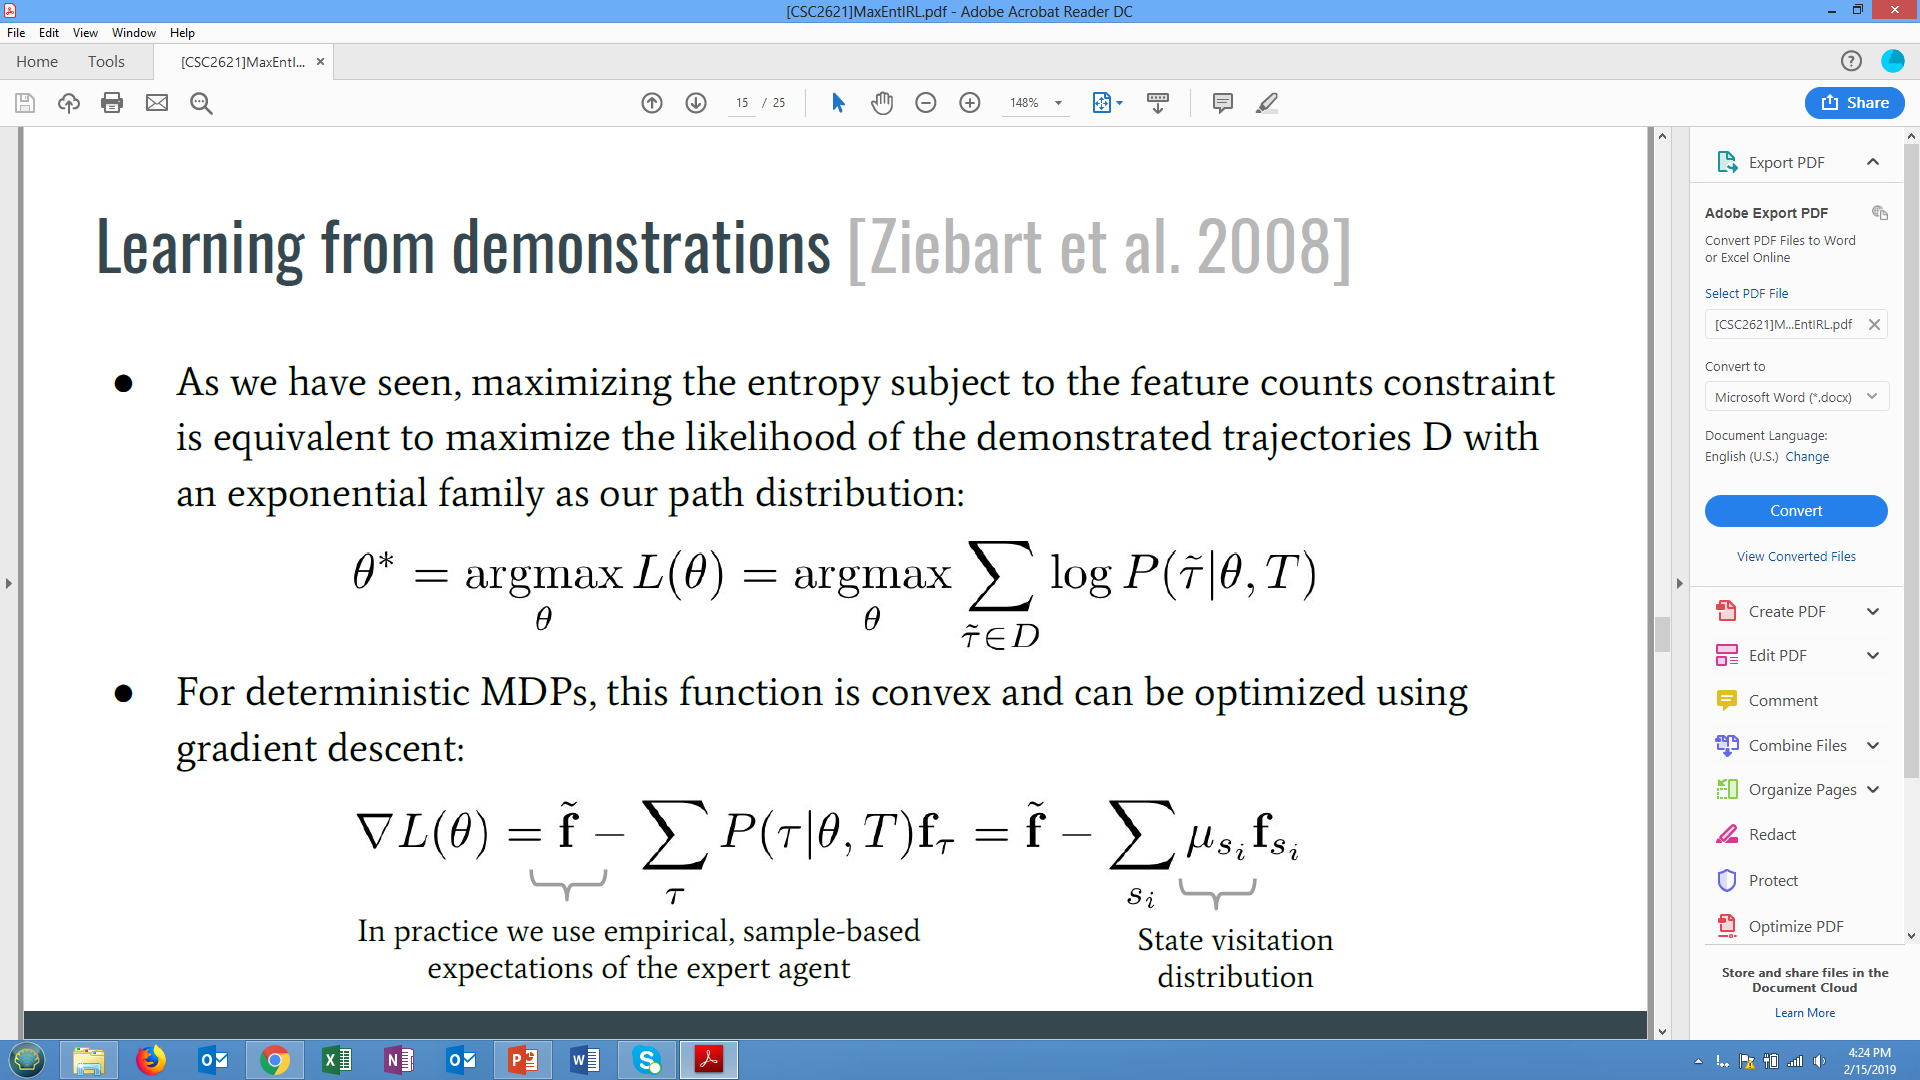 [CSC2621]MaxEntIRL.pdf - Adobe Acrobat Reader DC
File Edit View Window Help
Home Tools [CSC2621]MaxEntI... ×
15 / 25 148% Share
Learning from demonstrations [Ziebart et al. 2008]
● As we have seen, maximizing the entropy subject to the feature counts constraint
is equivalent to maximize the likelihood of the demonstrated trajectories D with
an exponential family as our path distribution:
θ* = argmax_θ L(θ) = argmax_θ ∑_{τ̃∈D} log P(τ̃|θ, T)
● For deterministic MDPs, this function is convex and can be optimized using
gradient descent:
∇L(θ) = f̃ − ∑_τ P(τ|θ, T)f_τ = f̃ − ∑_{s_i} μ_{s_i} f_{s_i}
In practice we use empirical, sample-based
expectations of the expert agent
State visitation
distribution
Export PDF
Adobe Export PDF
Convert PDF Files to Word
or Excel Online
Select PDF File
[CSC2621]M...EntIRL.pdf
Convert to
Microsoft Word (*.docx)
Document Language:
English (U.S.) Change
Convert
View Converted Files
Create PDF
Edit PDF
Comment
Combine Files
Organize Pages
Redact
Protect
Optimize PDF
Store and share files in the
Document Cloud
Learn More
4:24 PM
2/15/2019